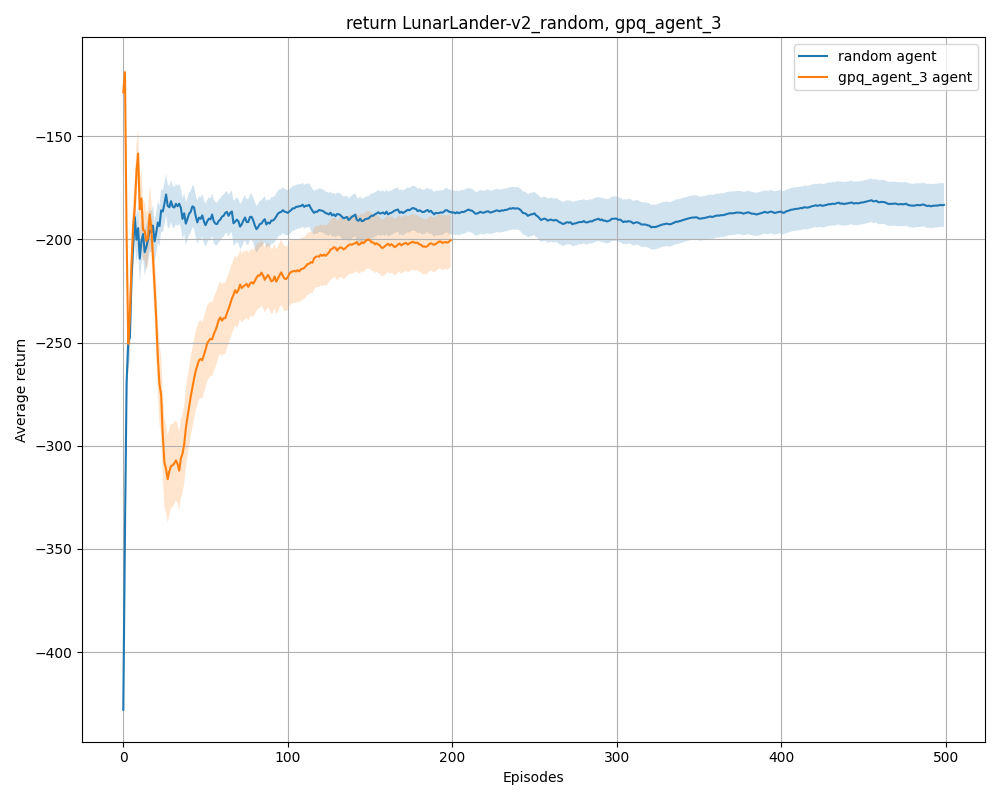 return LunarLander-v2_random, gpq_agent_3
random agent
gpq_agent_3 agent
Average return
−150
−200
−250
−300
−350
−400
0
100
200
300
400
500
Episodes